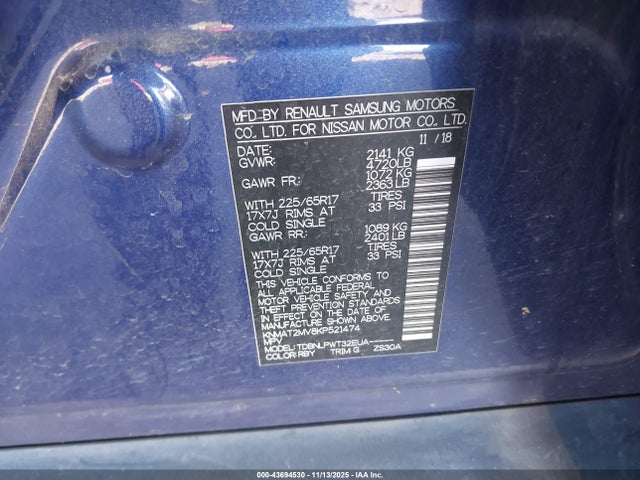 MFD BY RENAULT SAMSUNG MOTORS
CO., LTD. FOR NISSAN MOTOR CO., LTD.
DATE: 11 / 18
GVWR: 2141 KG
4720LB
GAWR FR: 1072 KG
2363LB
WITH 225/65R17 TIRES
17X7J RIMS AT 33 PSI
COLD SINGLE
GAWR RR: 1089 KG
2401LB
WITH 225/65R17 TIRES
17X7J RIMS AT 33 PSI
COLD SINGLE
THIS VEHICLE CONFORMS TO
ALL APPLICABLE FEDERAL
MOTOR VEHICLE SAFETY AND
THEFT PREVENTION STANDARDS
IN EFFECT ON THE DATE OF
MANUFACTURE SHOWN ABOVE.
KNMAT2MV8KP521474
MPV
MODEL: TDBNLPWT32EUA-----
COLOR: RBY TRIM: G ZS30A
000-43694530 - 11/13/2025 - IAA Inc.